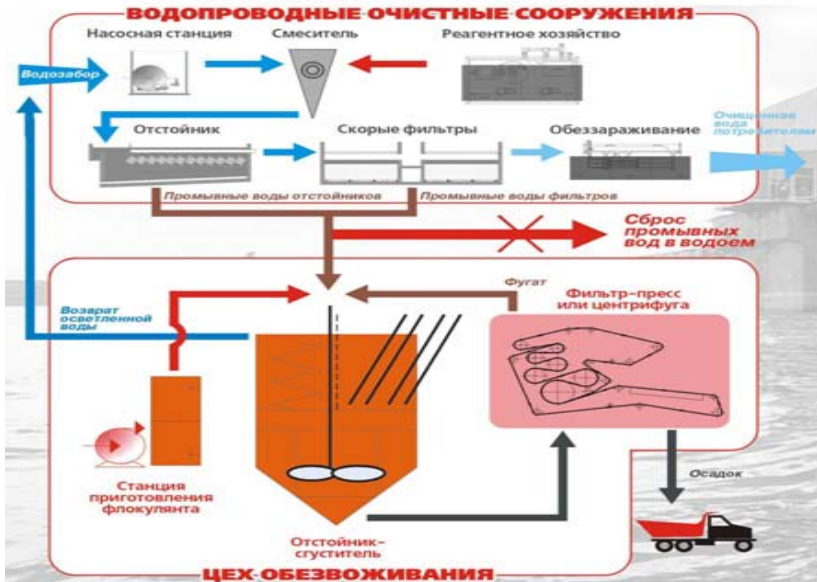 ВОДОПРОВОДНЫЕ ОЧИСТНЫЕ СООРУЖЕНИЯ
Насосная станция
Смеситель
Реагентное хозяйство
Водозабор
Отстойник
Скорые фильтры
Обеззараживание
Очищенная
вода
потребителям
Промывные воды отстойников
Промывные воды фильтров
Сброс
промывных
вод в водоем
Возврат
осветленной
воды
Фугат
Фильтр-пресс
или центрифуга
Станция
приготовления
флокулянта
Отстойник-
сгуститель
Осадок
ЦЕХ ОБЕЗВОЖИВАНИЯ